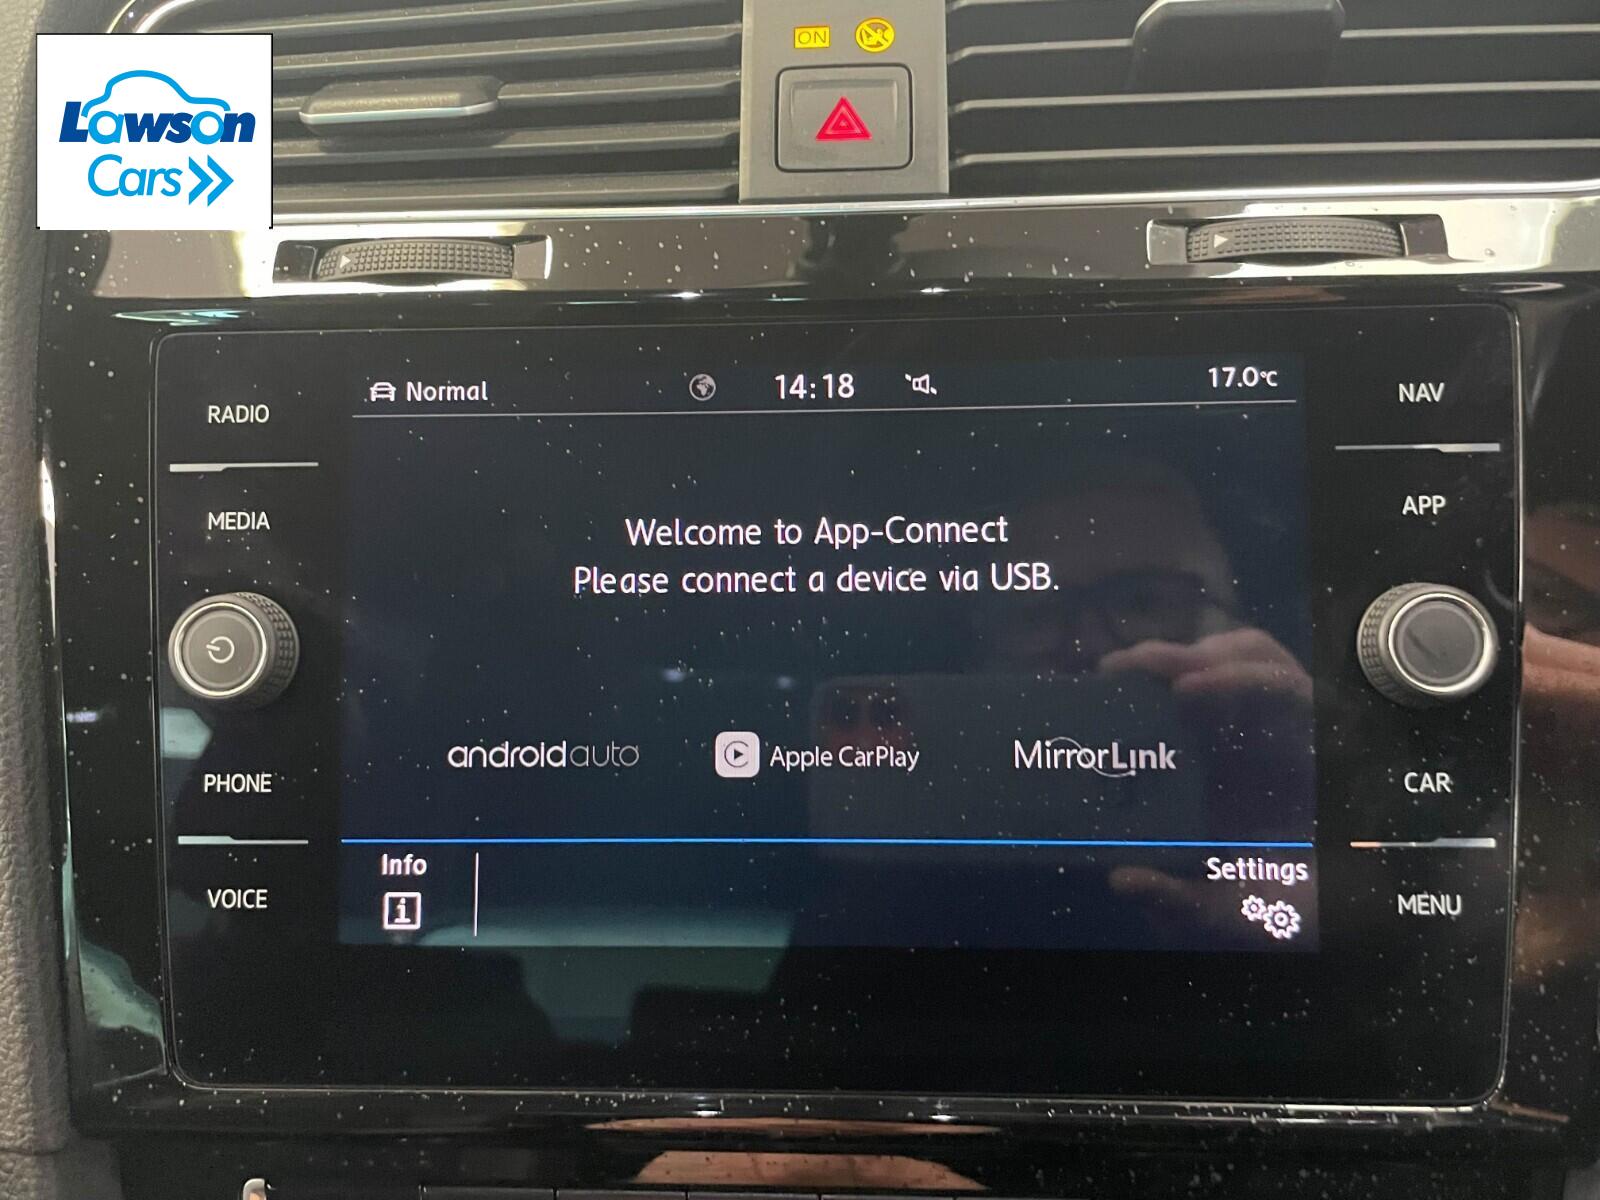 Lawson
Cars
ON
RADIO
MEDIA
PHONE
VOICE
Normal
14:18
17.0°C
Welcome to App-Connect
Please connect a device via USB.
androidauto
Apple CarPlay
MirrorLink
Info
i
Settings
NAV
APP
CAR
MENU